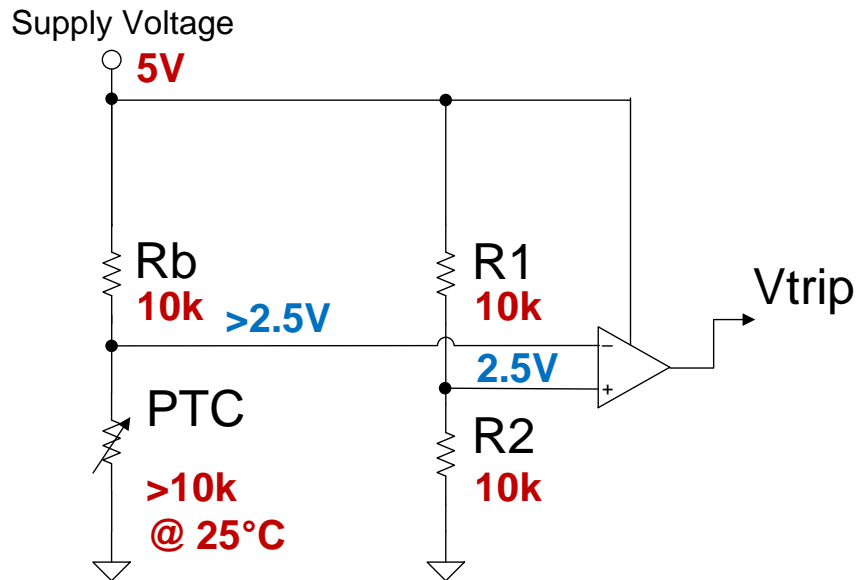 Supply Voltage
5V
Rb
10k
>2.5V
R1
10k
Vtrip
2.5V
−
+
PTC
>10k
@ 25°C
R2
10k